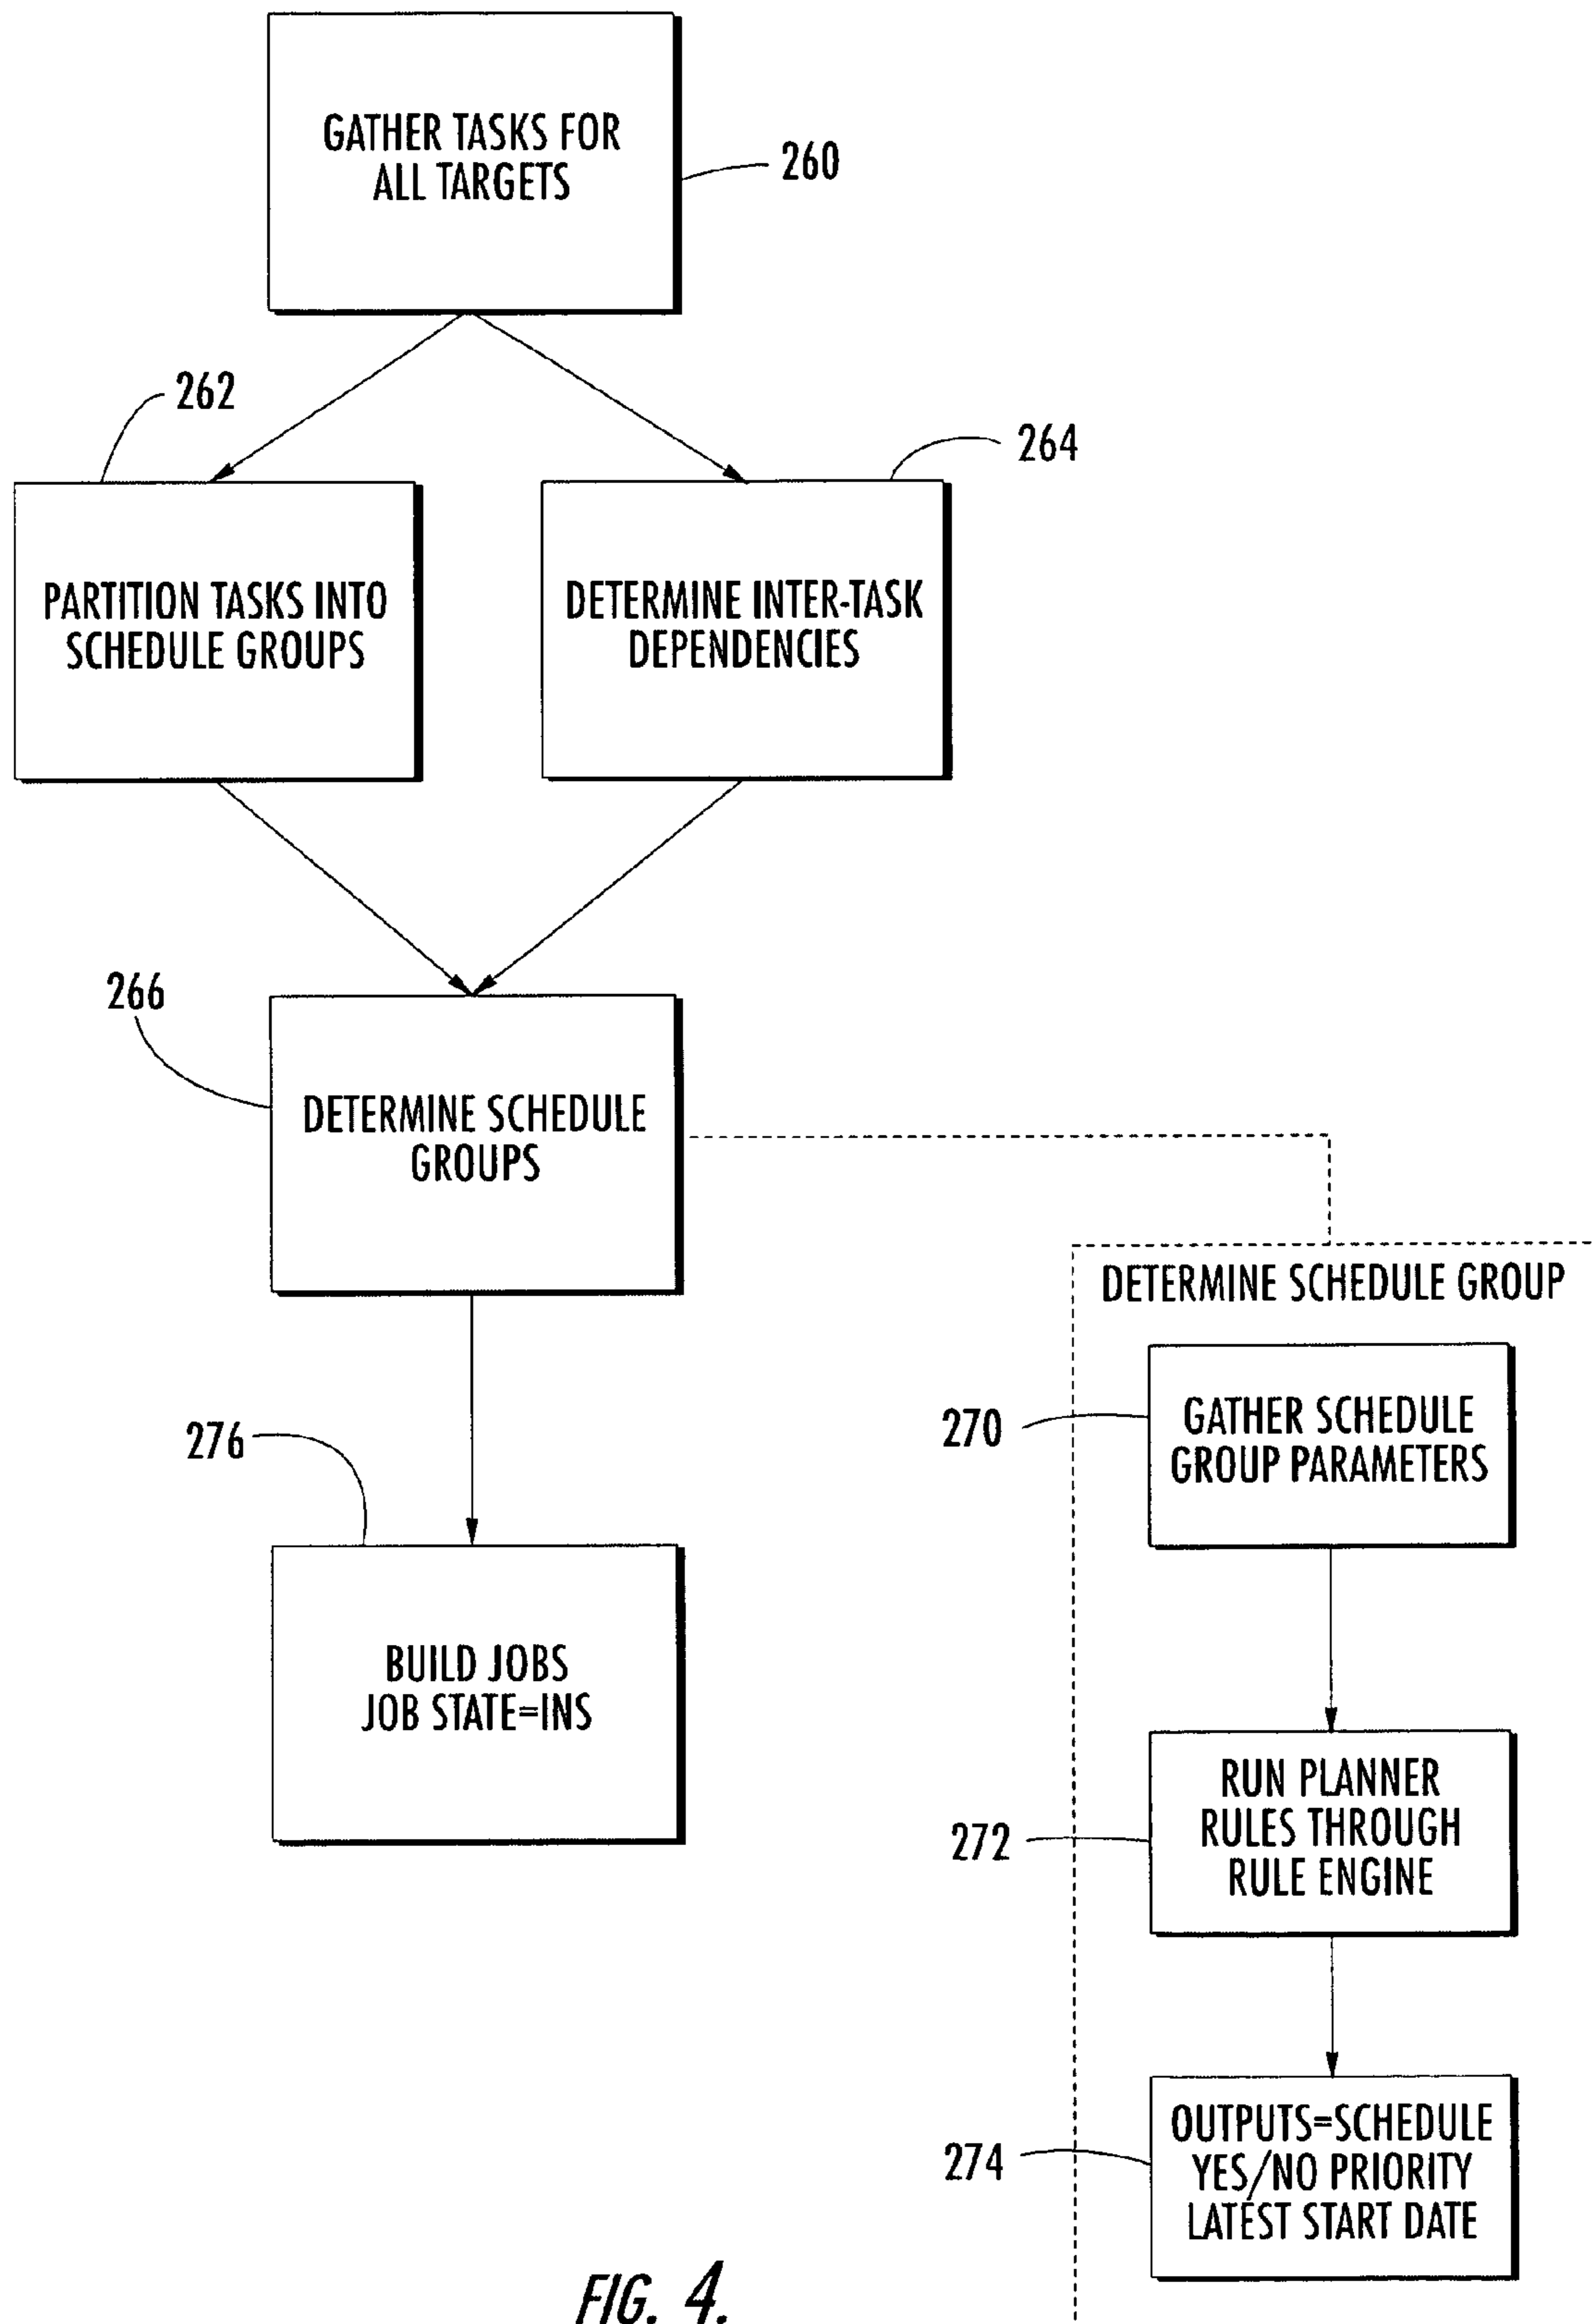 GATHER TASKS FOR
ALL TARGETS
260
262
264
PARTITION TASKS INTO
SCHEDULE GROUPS
DETERMINE INTER-TASK
DEPENDENCIES
266
DETERMINE SCHEDULE
GROUPS
DETERMINE SCHEDULE GROUP
270
GATHER SCHEDULE
GROUP PARAMETERS
276
BUILD JOBS
JOB STATE=INS
272
RUN PLANNER
RULES THROUGH
RULE ENGINE
274
OUTPUTS=SCHEDULE
YES/NO PRIORITY
LATEST START DATE
FIG. 4.